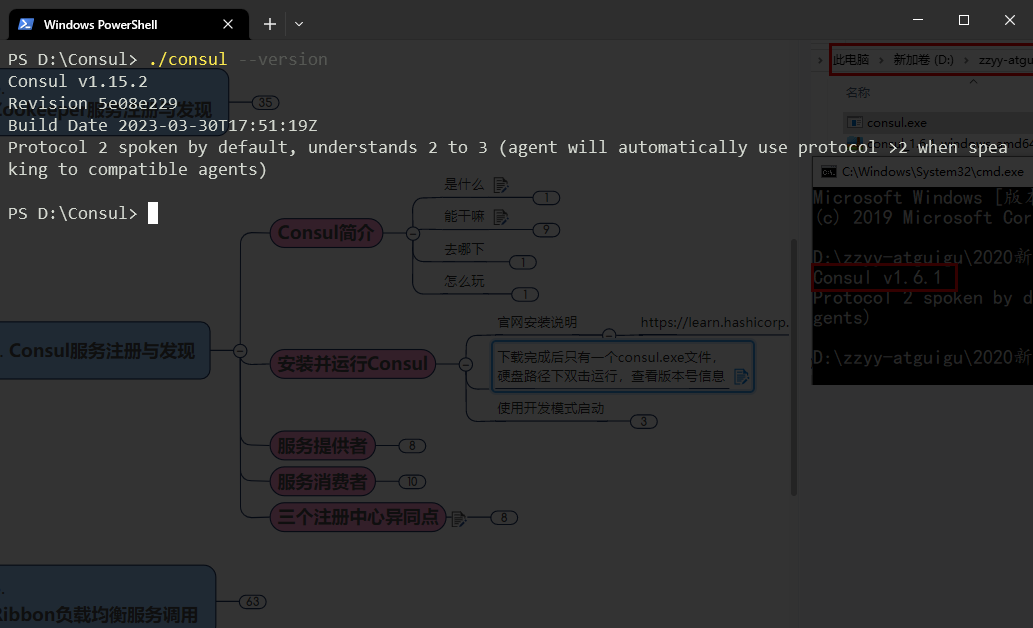 Windows PowerShell
PS D:\Consul> ./consul --version
Consul v1.15.2
Revision 5e08e229
Build Date 2023-03-30T17:51:19Z
Protocol 2 spoken by default, understands 2 to 3 (agent will automatically use protocol >2 when spea
king to compatible agents)
PS D:\Consul>
服务注册与发现
35
Consul服务注册与发现
Consul简介
是什么
1
能干嘛
9
去哪下
1
怎么玩
1
安装并运行Consul
官网安装说明
https://learn.hashicorp.
下载完成后只有一个consul.exe文件,
硬盘路径下双击运行，查看版本号信息
使用开发模式启动
3
服务提供者
8
服务消费者
10
三个注册中心异同点
8
Ribbon负载均衡服务调用
63
此电脑 > 新加卷 (D:) > zzyy-atgu
名称
consul.exe
C:\Windows\System32\cmd.exe
Microsoft Windows [版本
(c) 2019 Microsoft Cor
D:\zzyy-atguigu\2020新
Consul v1.6.1
Protocol 2 spoken by d
gents)
D:\zzyy-atguigu\2020新